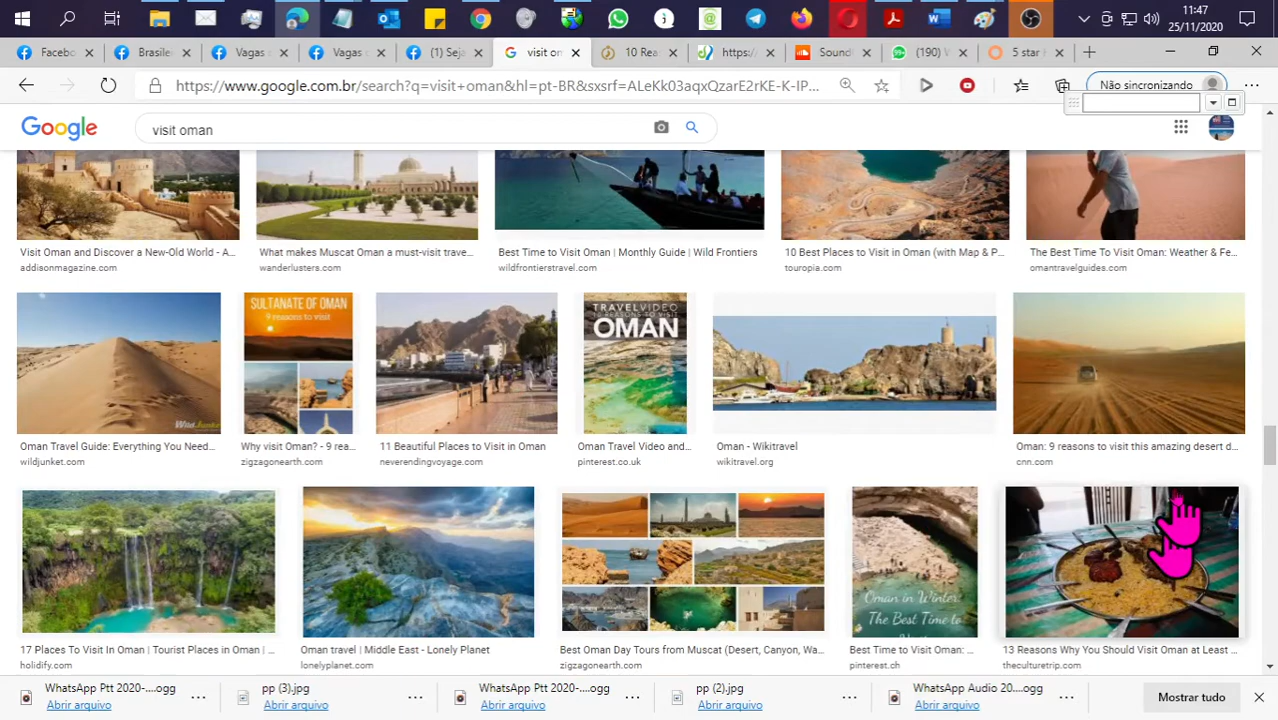 11:47
25/11/2020
Faceboo
Brasilei
Vagas c
Vagas c
(1) Seja
visit om
10 Rea
https:/
Sound
(190) W
5 star h
https://www.google.com.br/search?q=visit+oman&hl=pt-BR&sxsrf=ALeKk03aqxQzarE2rKE-K-IP...
Não sincronizando
Google
visit oman
Visit Oman and Discover a New-Old World - A...
addisonmagazine.com
What makes Muscat Oman a must-visit trave...
wanderlusters.com
Best Time to Visit Oman | Monthly Guide | Wild Frontiers
wildfrontierstravel.com
10 Best Places to Visit in Oman (with Map & P...
touropia.com
The Best Time To Visit Oman: Weather & Fe...
omantravelguides.com
WildJunket
SULTANATE OF OMAN
9 reasons to visit
TRAVELVIDEO
10 REASONS TO VISIT
OMAN
Oman Travel Guide: Everything You Need...
wildjunket.com
Why visit Oman? - 9 rea...
zigzagonearth.com
11 Beautiful Places to Visit in Oman
neverendingvoyage.com
Oman Travel Video and...
pinterest.co.uk
Oman - Wikitravel
wikitravel.org
Oman: 9 reasons to visit this amazing desert d...
cnn.com
Oman in Winter:
The Best Time to
17 Places To Visit In Oman | Tourist Places in Oman | ...
holidify.com
Oman travel | Middle East - Lonely Planet
lonelyplanet.com
Best Oman Day Tours from Muscat (Desert, Canyon, Wa...
zigzagonearth.com
Best Time to Visit Oman: ...
pinterest.ch
13 Reasons Why You Should Visit Oman at Least ...
theculturetrip.com
WhatsApp Ptt 2020-....ogg
Abrir arquivo
pp (3).jpg
Abrir arquivo
WhatsApp Ptt 2020-....ogg
Abrir arquivo
pp (2).jpg
Abrir arquivo
WhatsApp Audio 20....ogg
Abrir arquivo
Mostrar tudo